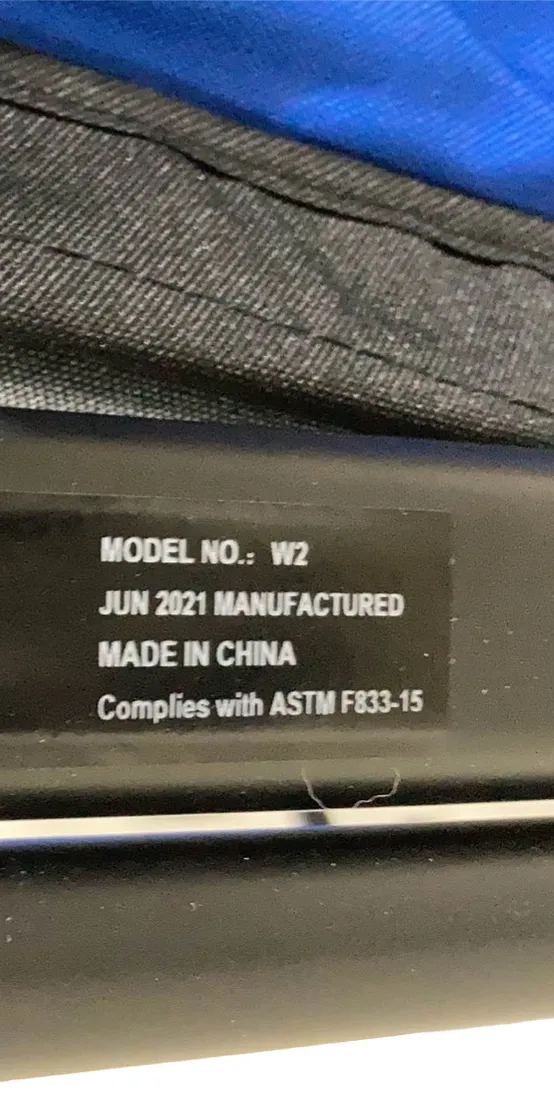 MODEL NO.: W2
JUN 2021 MANUFACTURED
MADE IN CHINA
Complies with ASTM F833-15